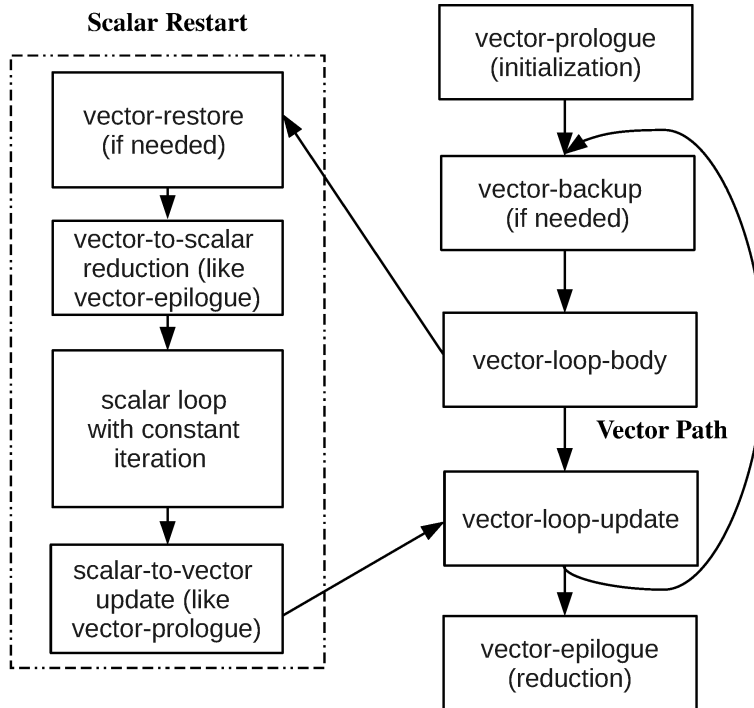 Scalar Restart
vector-restore
(if needed)
vector-to-scalar
reduction (like
vector-epilogue)
scalar loop
with constant
iteration
scalar-to-vector
update (like
vector-prologue)
vector-prologue
(initialization)
vector-backup
(if needed)
vector-loop-body
Vector Path
vector-loop-update
vector-epilogue
(reduction)